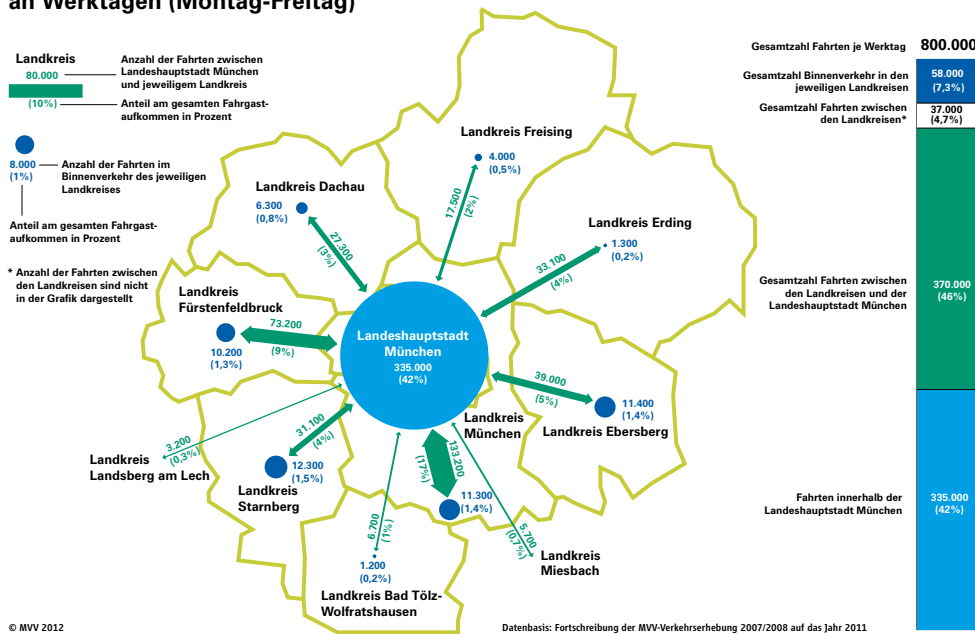 an Werktagen (Montag-Freitag)
Landkreis
80.000
(10%)
Anzahl der Fahrten zwischen
Landeshauptstadt München
und jeweiligem Landkreis
Anteil am gesamten Fahrgast-
aufkommen in Prozent
8.000
(1%)
Anzahl der Fahrten im
Binnenverkehr des jeweiligen
Landkreises
Anteil am gesamten Fahrgast-
aufkommen in Prozent
* Anzahl der Fahrten zwischen
den Landkreisen sind nicht
in der Grafik dargestellt
Landkreis Freising
4.000
(0,5%)
17.500
(2%)
Landkreis Dachau
6.300
(0,8%)
27.300
(3%)
Landkreis Erding
1.300
(0,2%)
33.100
(4%)
Landkreis
Fürstenfeldbruck
73.200
(9%)
10.200
(1,3%)
Landeshauptstadt
München
335.000
(42%)
39.000
(5%)
11.400
(1,4%)
Landkreis Ebersberg
Landkreis
München
133.200
(17%)
11.300
(1,4%)
31.100
(4%)
12.300
(1,5%)
Landkreis
Starnberg
3.200
(0,3%)
Landkreis
Landsberg am Lech
6.700
(1%)
1.200
(0,2%)
Landkreis Bad Tölz-
Wolfratshausen
5.700
(0,7%)
Landkreis
Miesbach
Gesamtzahl Fahrten je Werktag
800.000
Gesamtzahl Binnenverkehr in den
jeweiligen Landkreisen
58.000
(7,3%)
Gesamtzahl Fahrten zwischen
den Landkreisen*
37.000
(4,7%)
Gesamtzahl Fahrten zwischen
den Landkreisen und der
Landeshauptstadt München
370.000
(46%)
Fahrten innerhalb der
Landeshauptstadt München
335.000
(42%)
© MVV 2012
Datenbasis: Fortschreibung der MVV-Verkehrserhebung 2007/2008 auf das Jahr 2011